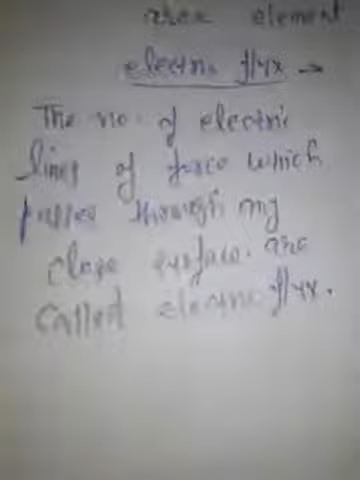 area element
electric flux →
The no. of electric
lines of force which
passes through any
close surface are
called electric flux.